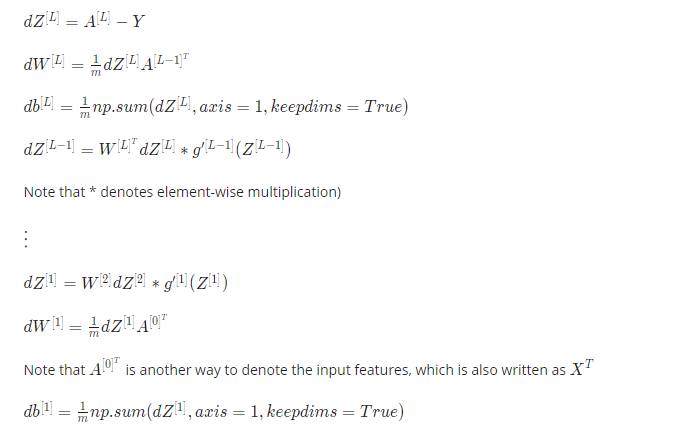 dZ^{[L]} = A^{[L]} − Y
dW^{[L]} = \frac{1}{m} dZ^{[L]} A^{[L−1]^T}
db^{[L]} = \frac{1}{m} np.sum(dZ^{[L]}, axis = 1, keepdims = True)
dZ^{[L−1]} = W^{[L]^T} dZ^{[L]} * g'^{[L−1]}(Z^{[L−1]})
Note that * denotes element-wise multiplication)
⋮
dZ^{[1]} = W^{[2]} dZ^{[2]} * g'^{[1]}(Z^{[1]})
dW^{[1]} = \frac{1}{m} dZ^{[1]} A^{[0]^T}
Note that A^{[0]^T} is another way to denote the input features, which is also written as X^T
db^{[1]} = \frac{1}{m} np.sum(dZ^{[1]}, axis = 1, keepdims = True)